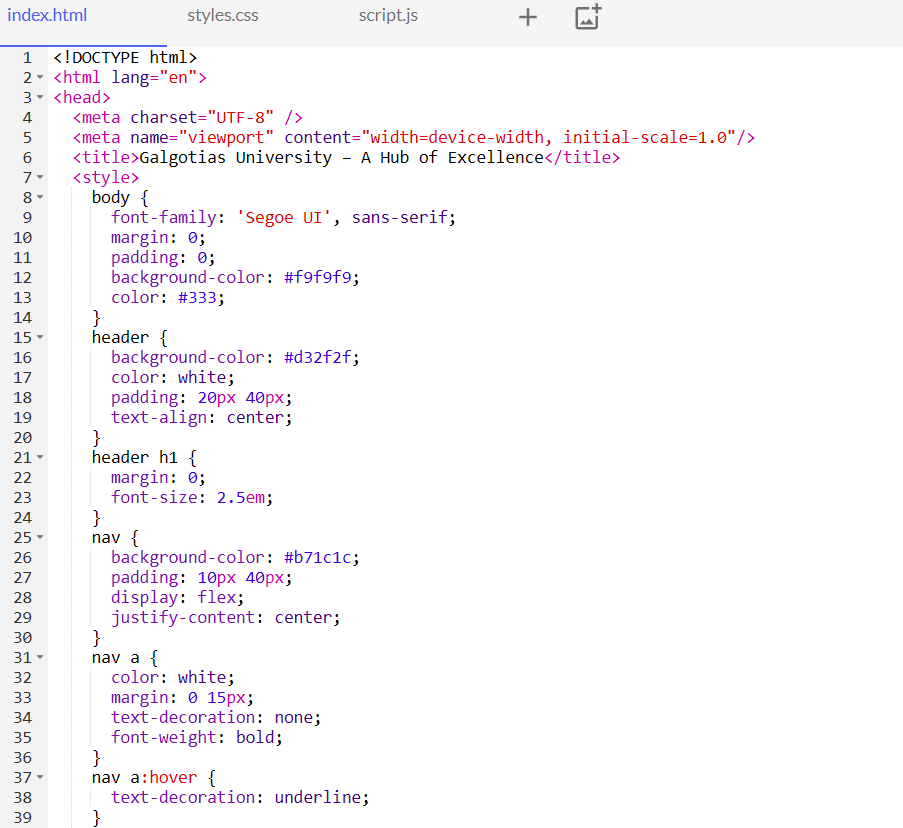 index.html styles.css script.js
1 <!DOCTYPE html>
2 <html lang="en">
3 <head>
4 <meta charset="UTF-8" />
5 <meta name="viewport" content="width=device-width, initial-scale=1.0"/>
6 <title>Galgotias University – A Hub of Excellence</title>
7 <style>
8 body {
9 font-family: 'Segoe UI', sans-serif;
10 margin: 0;
11 padding: 0;
12 background-color: #f9f9f9;
13 color: #333;
14 }
15 header {
16 background-color: #d32f2f;
17 color: white;
18 padding: 20px 40px;
19 text-align: center;
20 }
21 header h1 {
22 margin: 0;
23 font-size: 2.5em;
24 }
25 nav {
26 background-color: #b71c1c;
27 padding: 10px 40px;
28 display: flex;
29 justify-content: center;
30 }
31 nav a {
32 color: white;
33 margin: 0 15px;
34 text-decoration: none;
35 font-weight: bold;
36 }
37 nav a:hover {
38 text-decoration: underline;
39 }